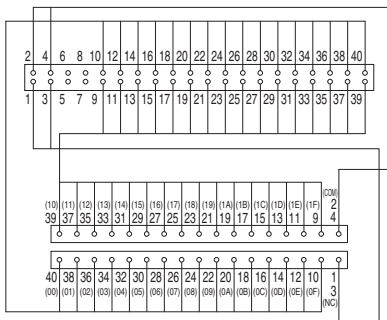 2 4 6 8 10 12 14 16 18 20 22 24 26 28 30 32 34 36 38 40
1 3 5 7 9 11 13 15 17 19 21 23 25 27 29 31 33 35 37 39
(10) (11) (12) (13) (14) (15) (16) (17) (18) (19) (1A) (1B) (1C) (1D) (1E) (1F) (COM)
39 37 35 33 31 29 27 25 23 21 19 17 15 13 11 9 2
4
40 38 36 34 32 30 28 26 24 22 20 18 16 14 12 10 1
(00) (01) (02) (03) (04) (05) (06) (07) (08) (09) (0A) (0B) (0C) (0D) (0E) (0F) 3
(NC)